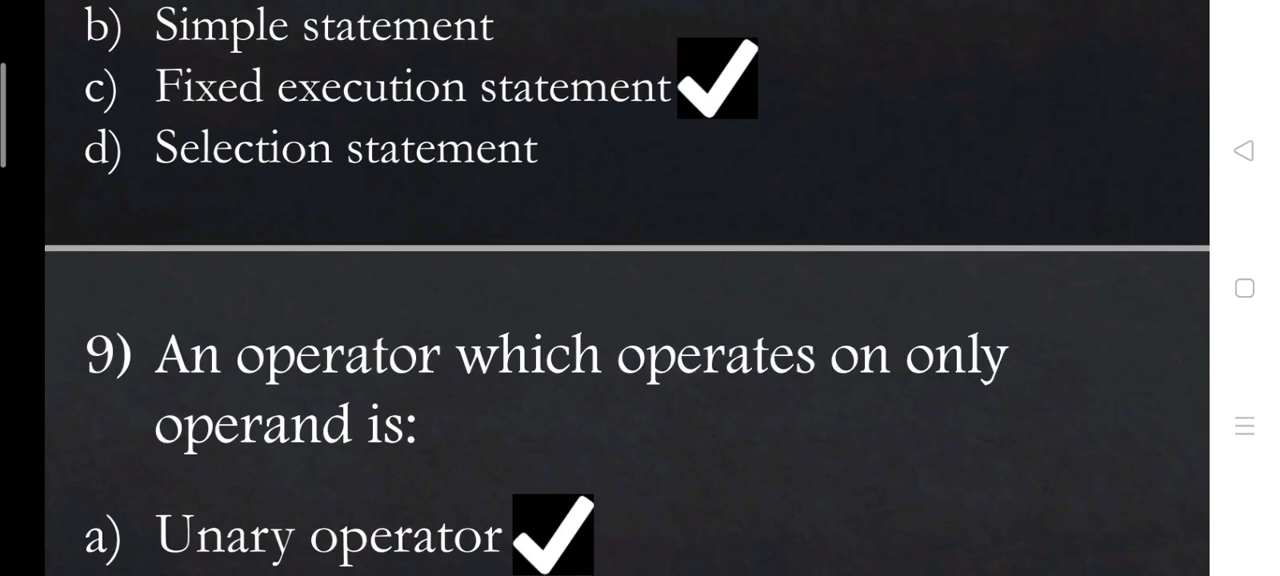 b) Simple statement
c) Fixed execution statement
d) Selection statement
9) An operator which operates on only
operand is:
a) Unary operator